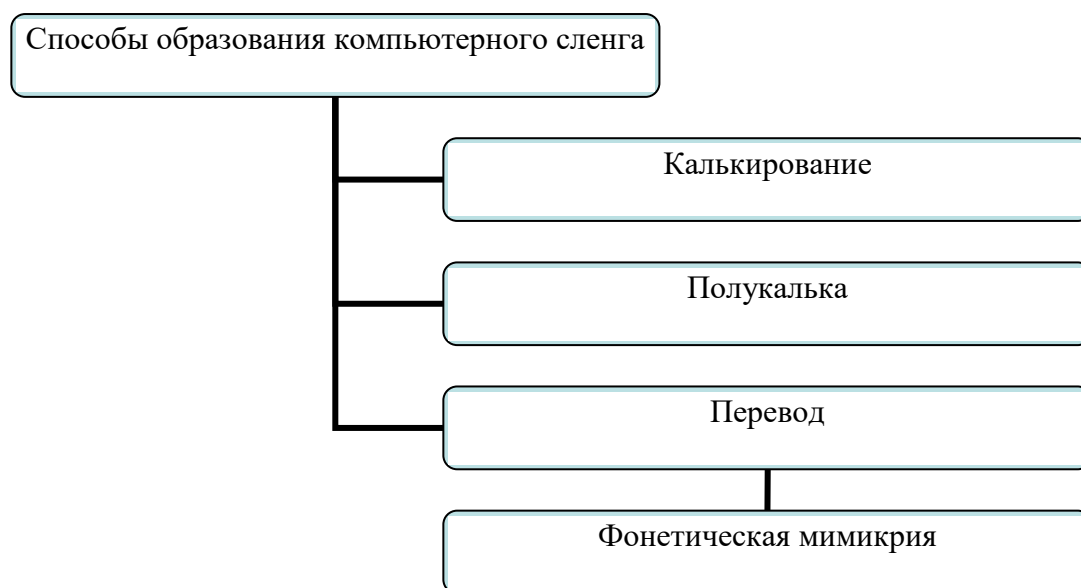 Способы образования компьютерного сленга
Калькирование
Полукалька
Перевод
Фонетическая мимикрия